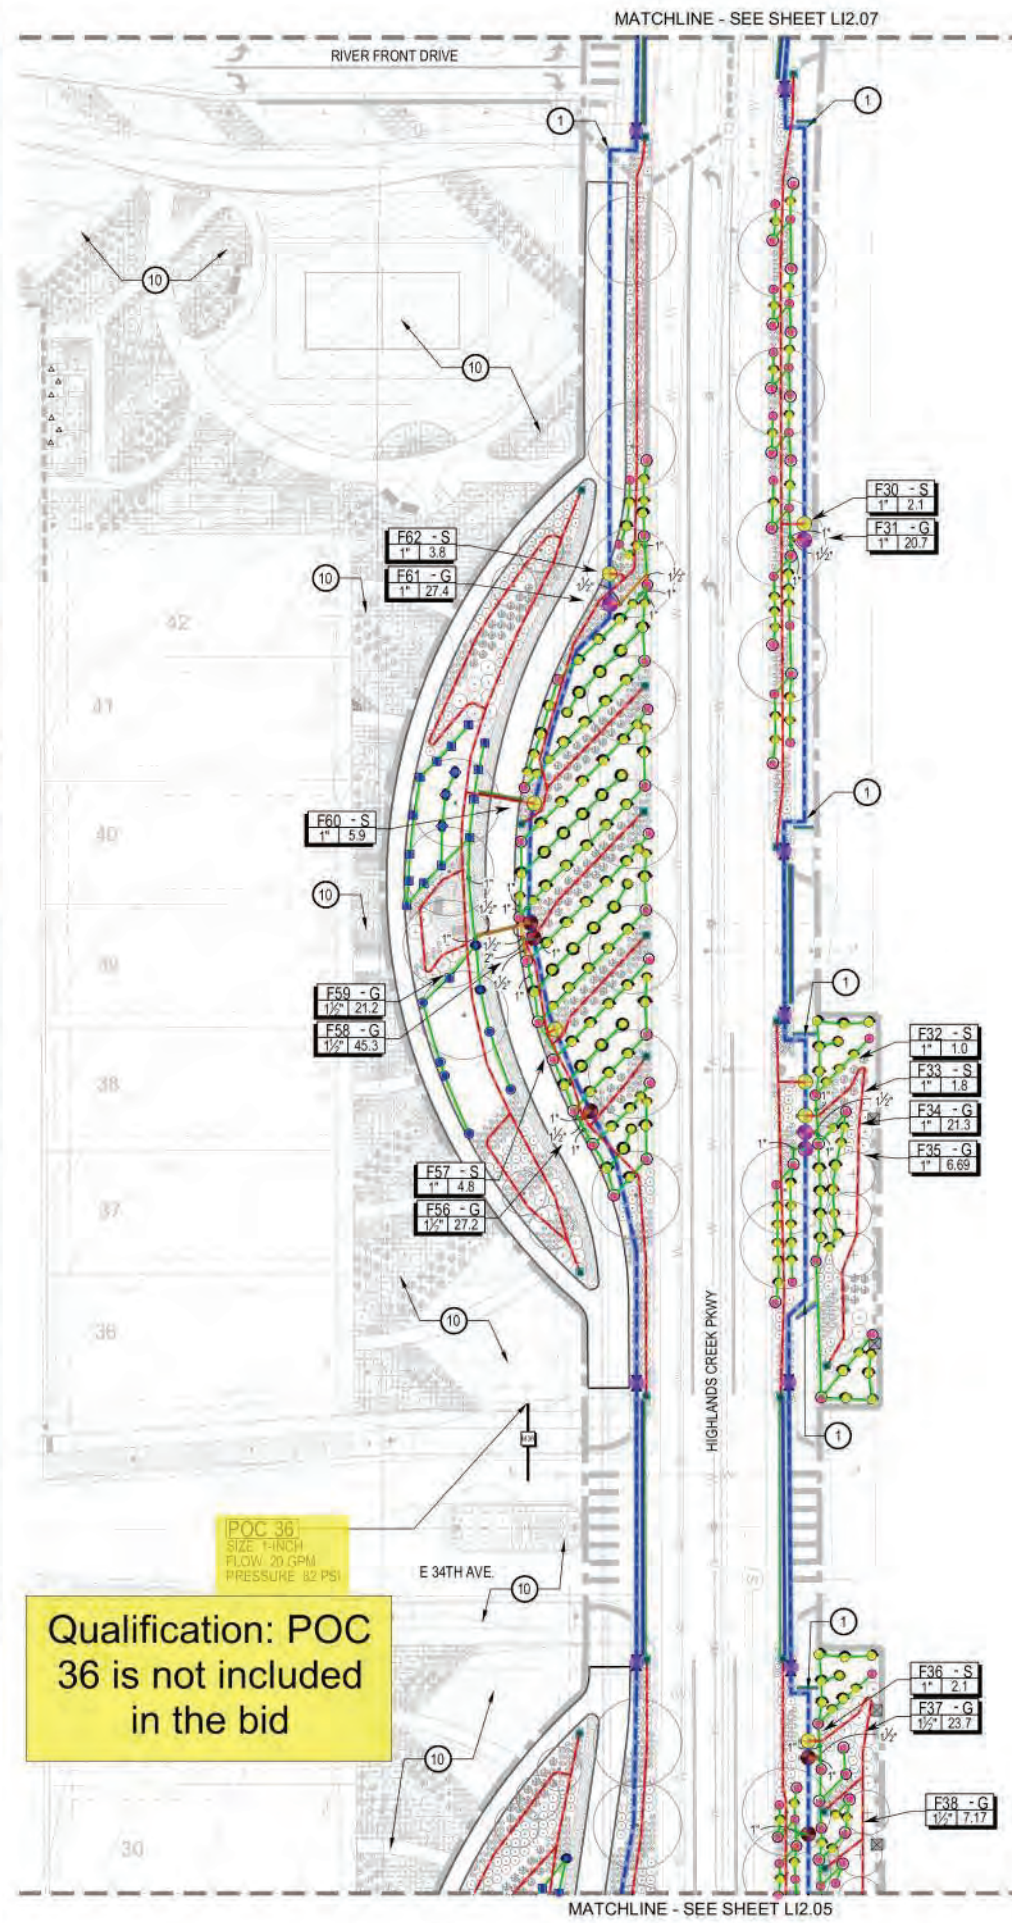 MATCHLINE - SEE SHEET LI2.07
RIVER FRONT DRIVE
1
1
10
10
F30 - S
1" 2.1
F31 - G
1" 20.7
F62 - S
1" 3.8
F61 - G
1" 27.4
10
42
41
1
F60 - S
1" 5.9
40
10
39
F59 - G
1½" 21.2
F58 - G
1½" 45.3
1
F32 - S
1" 1.0
F33 - S
1" 1.8
F34 - G
1" 21.3
F35 - G
1" 6.69
38
F57 - S
1" 4.8
F56 - G
1½" 27.2
37
10
36
HIGHLANDS CREEK PKWY
1
POC 36
SIZE 1-INCH
FLOW 20 GPM
PRESSURE 82 PSI
E 34TH AVE.
10
Qualification: POC
36 is not included
in the bid
1
F36 - S
1" 2.1
F37 - G
1½" 23.7
10
F38 - G
1½" 7.17
30
MATCHLINE - SEE SHEET LI2.05